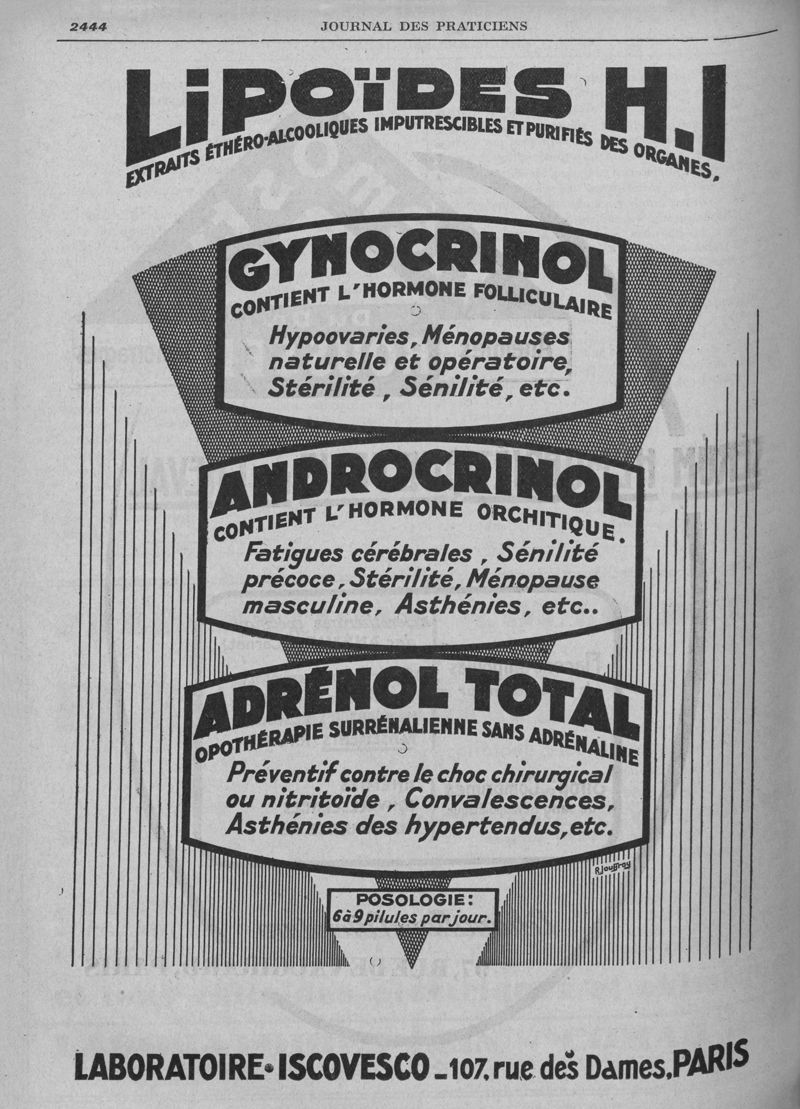 2444
JOURNAL DES PRATICIENS
LiPOÏDES H.I
EXTRAITS ÉTHÉRO-ALCOOLIQUES IMPUTRESCIBLES ET PURIFIÉS DES ORGANES.
GYNOCRINOL
CONTIENT L'HORMONE FOLLICULAIRE
Hypoovaries, Ménopauses
naturelle et opératoire,
Stérilité, Sénilité, etc.
ANDROCRINOL
CONTIENT L'HORMONE ORCHITIQUE.
Fatigues cérébrales, Sénilité
précoce, Stérilité, Ménopause
masculine, Asthénies, etc..
ADRÉNOL TOTAL
OPOTHÉRAPIE SURRÉNALIENNE SANS ADRÉNALINE
Préventif contre le choc chirurgical
ou nitritoïde, Convalescences,
Asthénies des hypertendus, etc.
R. Jouffroy
POSOLOGIE:
6 à 9 pilules par jour.
LABORATOIRE • ISCOVESCO _ 107, rue des Dames. PARIS